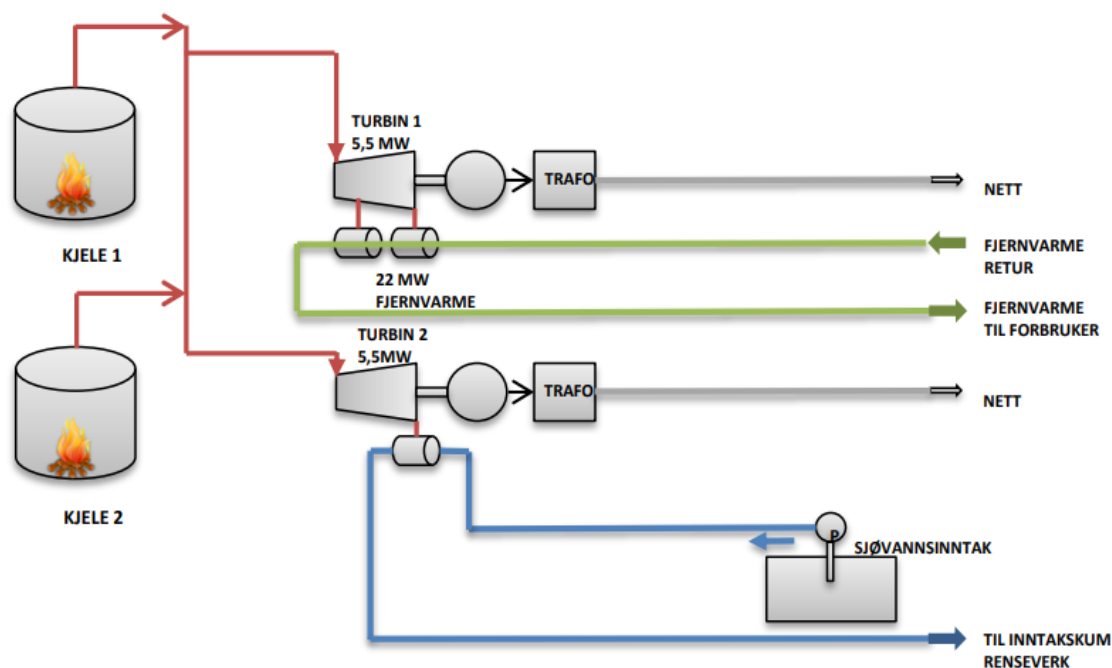 TURBIN 1
5,5 MW
TRAFO
NETT
KJELE 1
FJERNVARME
RETUR
22 MW
FJERNVARME
FJERNVARME
TIL FORBRUKER
TURBIN 2
5,5MW
TRAFO
NETT
KJELE 2
P
SJØVANNSINNTAK
TIL INNTAKSKUM
RENSEVERK